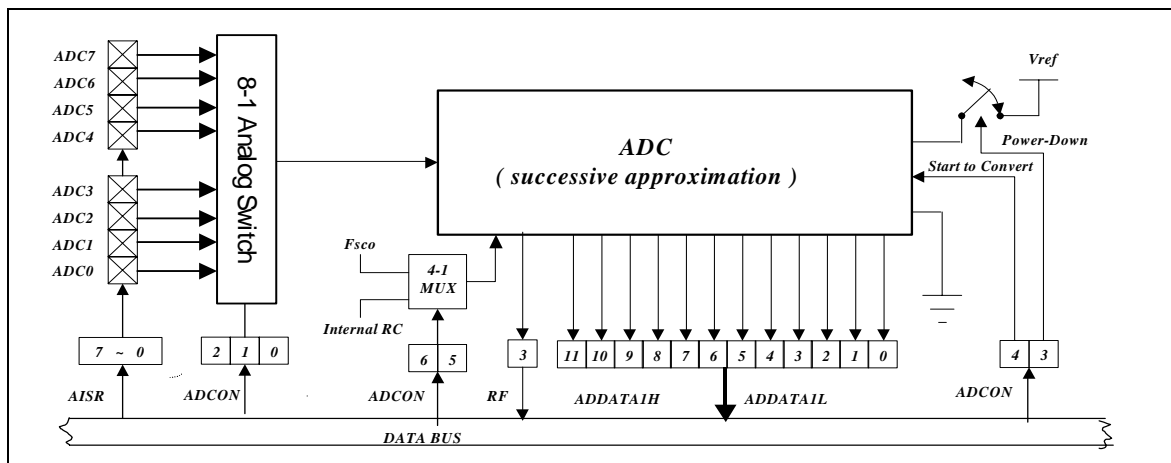 ADC7
ADC6
ADC5
ADC4
ADC3
ADC2
ADC1
ADC0
8-1 Analog Switch
ADC
( successive approximation )
Vref
Power-Down
Start to Convert
Fsco
4-1
MUX
Internal RC
7 ~ 0
2 1 0
6 5
3
11 10 9 8 7 6 5 4 3 2 1 0
4 3
AISR
ADCON
ADCON
RF
ADDATA1H
ADDATA1L
ADCON
DATA BUS